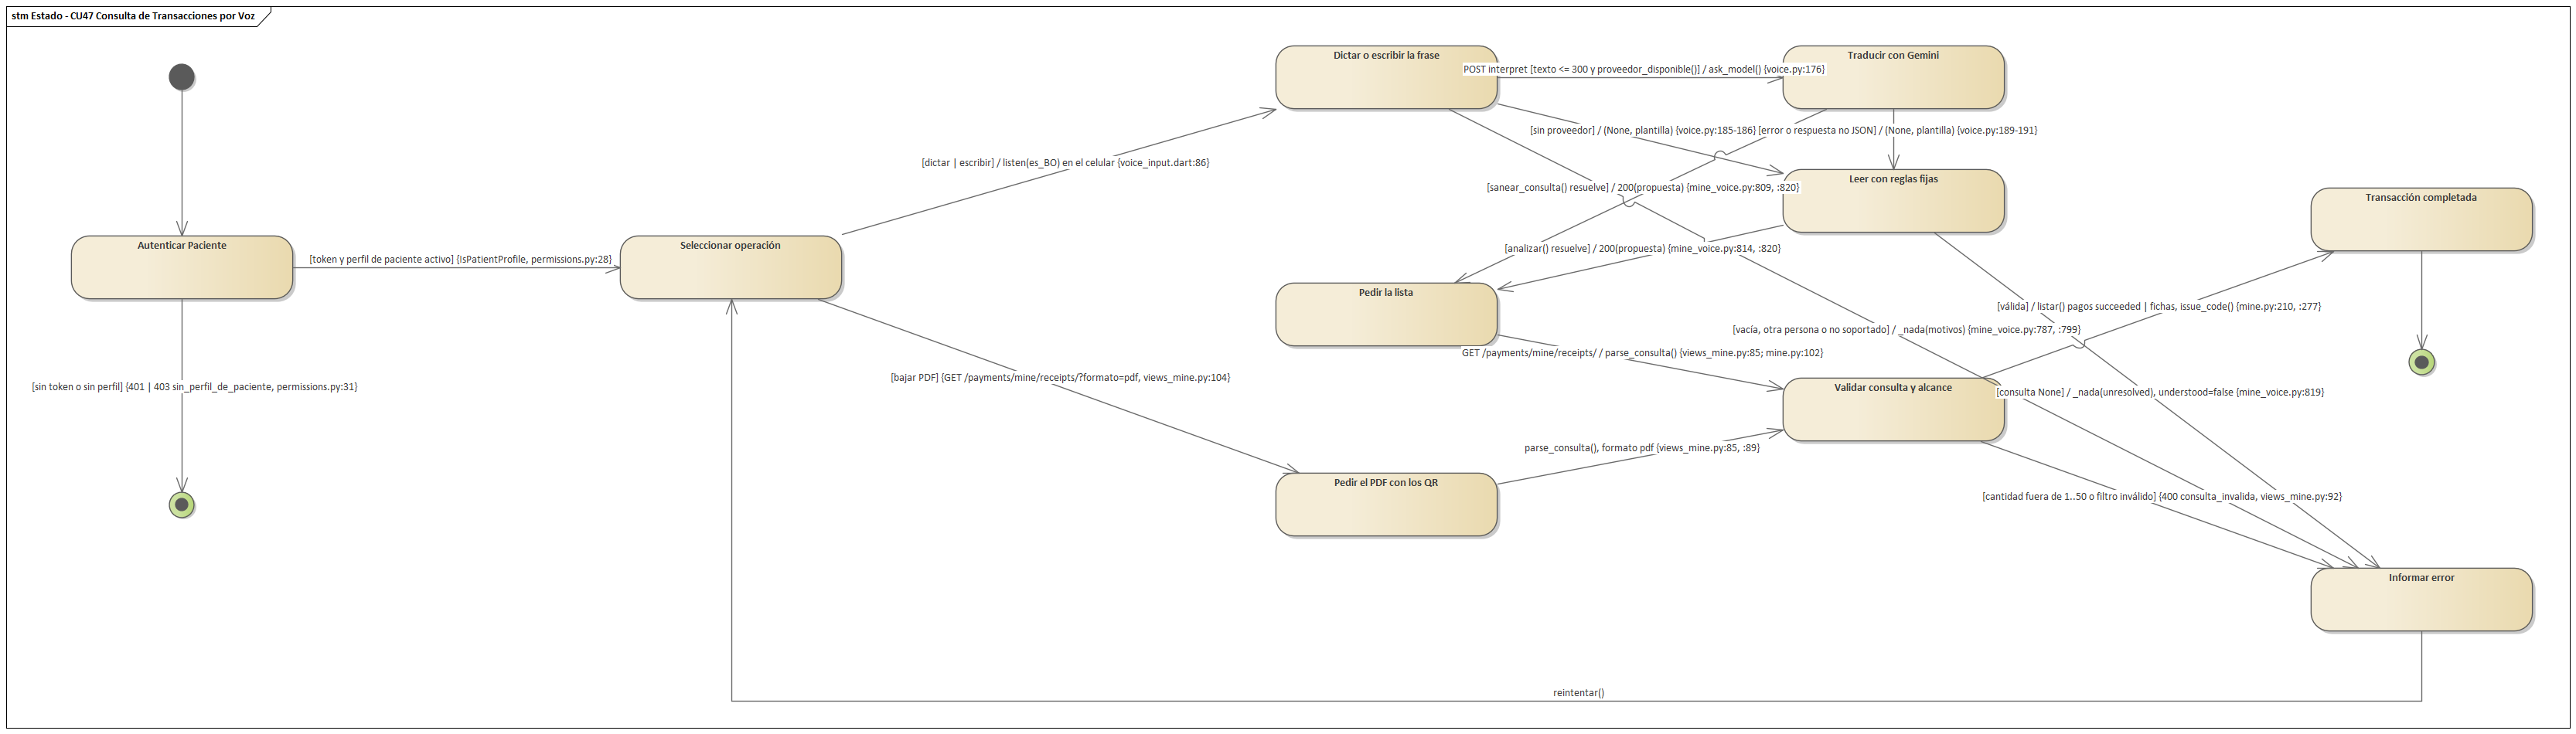 stm Estado - CU47 Consulta de Transacciones por Voz
Dictar o escribir la frase
Traducir con Gemini
POST interpret [texto <= 300 y proveedor_disponible()] / ask_model() {voice.py:176}
[sin proveedor] / (None, plantilla) {voice.py:185-186}
[error o respuesta no JSON] / (None, plantilla) {voice.py:189-191}
[dictar | escribir] / listen(es_BO) en el celular {voice_input.dart:86}
Leer con reglas fijas
[sanear_consulta() resuelve] / 200(propuesta) {mine_voice.py:809, :820}
Transacción completada
Autenticar Paciente
Seleccionar operación
[token y perfil de paciente activo] {IsPatientProfile, permissions.py:28}
[analizar() resuelve] / 200(propuesta) {mine_voice.py:814, :820}
Pedir la lista
[válida] / listar() pagos succeeded | fichas, issue_code() {mine.py:210, :277}
[vacía, otra persona o no soportado] / _nada(motivos) {mine_voice.py:787, :799}
GET /payments/mine/receipts/ / parse_consulta() {views_mine.py:85; mine.py:102}
[bajar PDF] {GET /payments/mine/receipts/?formato=pdf, views_mine.py:104}
[sin token o sin perfil] {401 | 403 sin_perfil_de_paciente, permissions.py:31}
Validar consulta y alcance
[consulta None] / _nada(unresolved), understood=false {mine_voice.py:819}
parse_consulta(), formato pdf {views_mine.py:85, :89}
Pedir el PDF con los QR
[cantidad fuera de 1..50 o filtro inválido] {400 consulta_invalida, views_mine.py:92}
Informar error
reintentar()